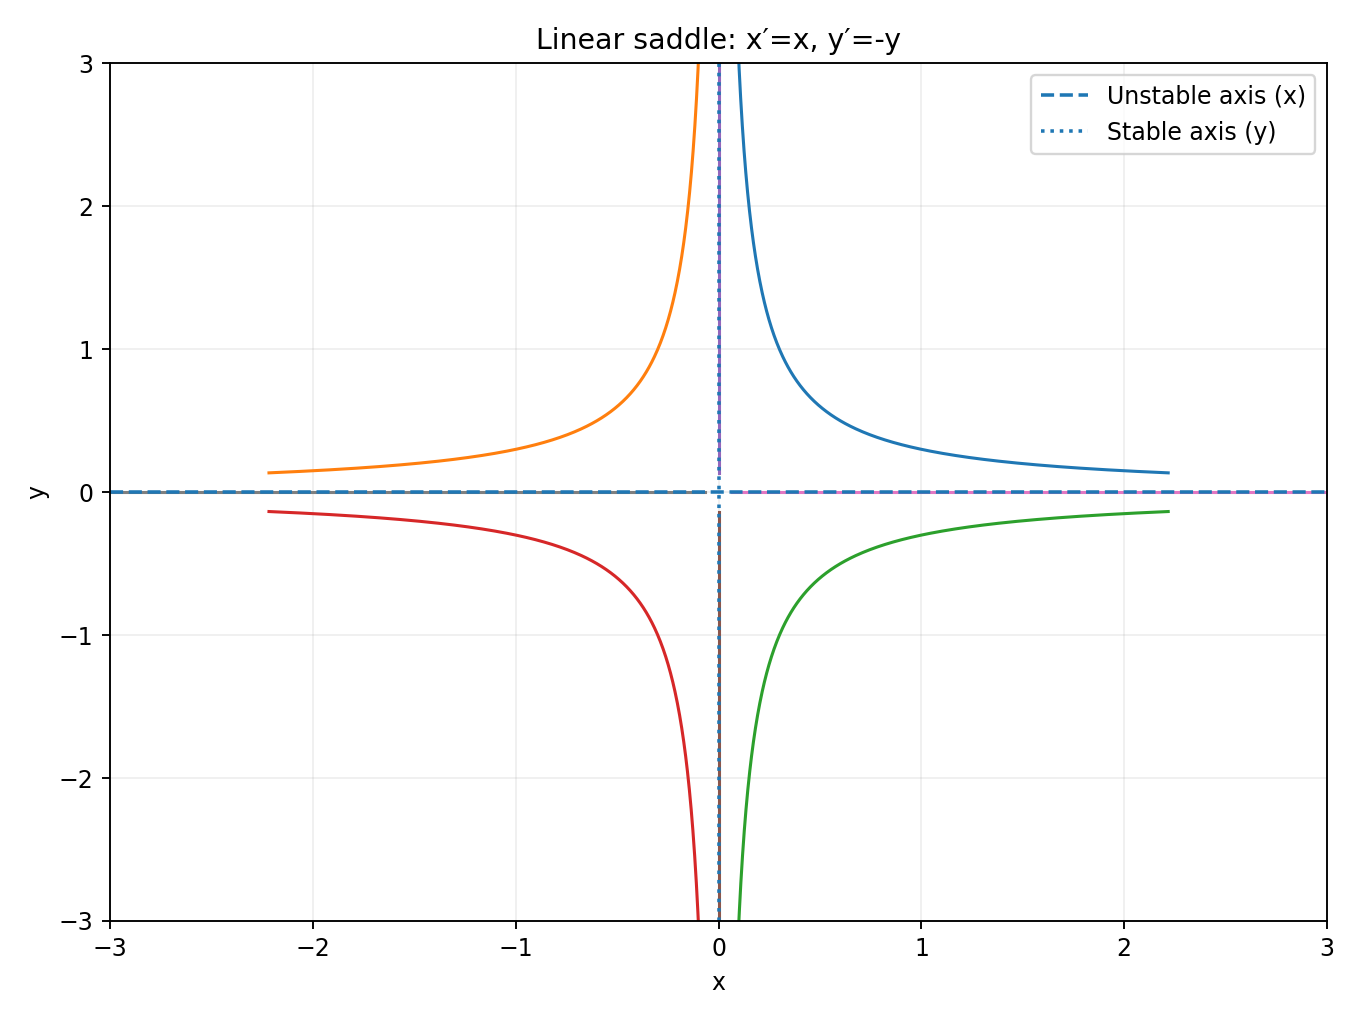 Linear saddle: x′=x, y′=-y
Unstable axis (x)
Stable axis (y)
3
2
1
0
−1
−2
−3
y
−3 −2 −1 0 1 2 3
x